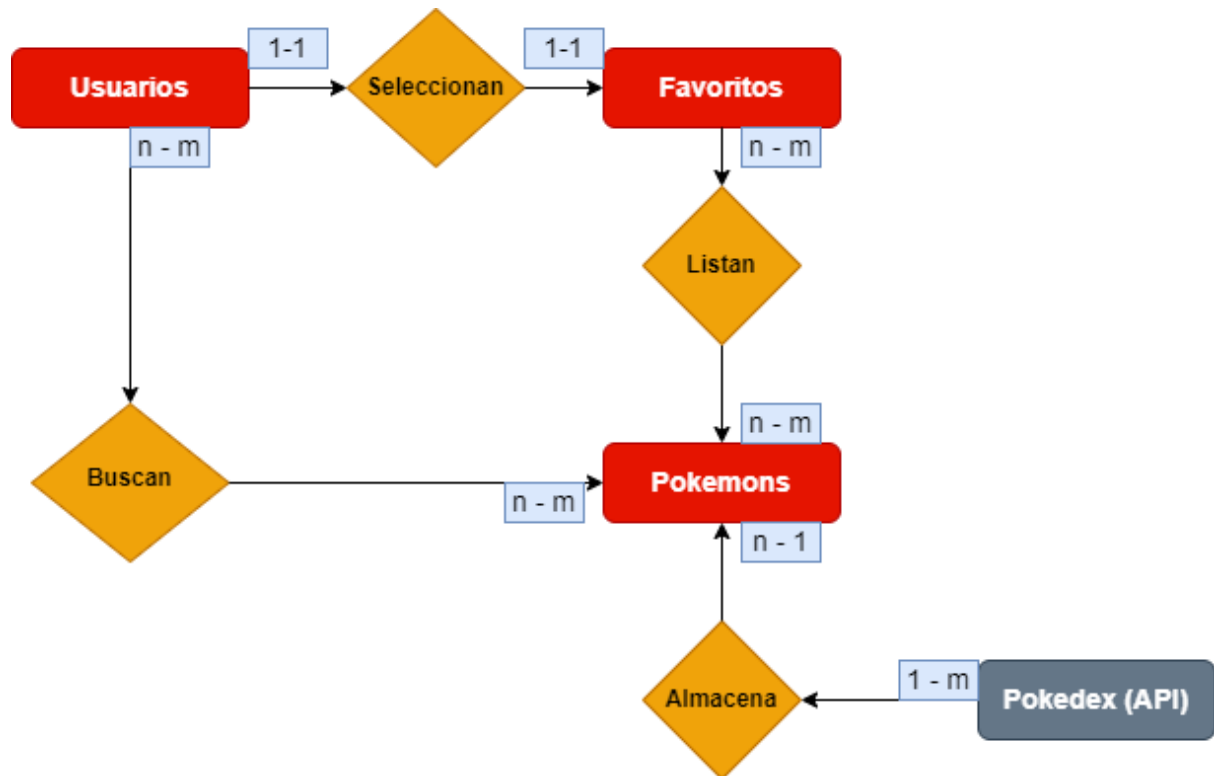 1-1
1-1
Usuarios
Seleccionan
Favoritos
n - m
n - m
Listan
n - m
Buscan
Pokemons
n - m
n - 1
1 - m
Almacena
Pokedex (API)